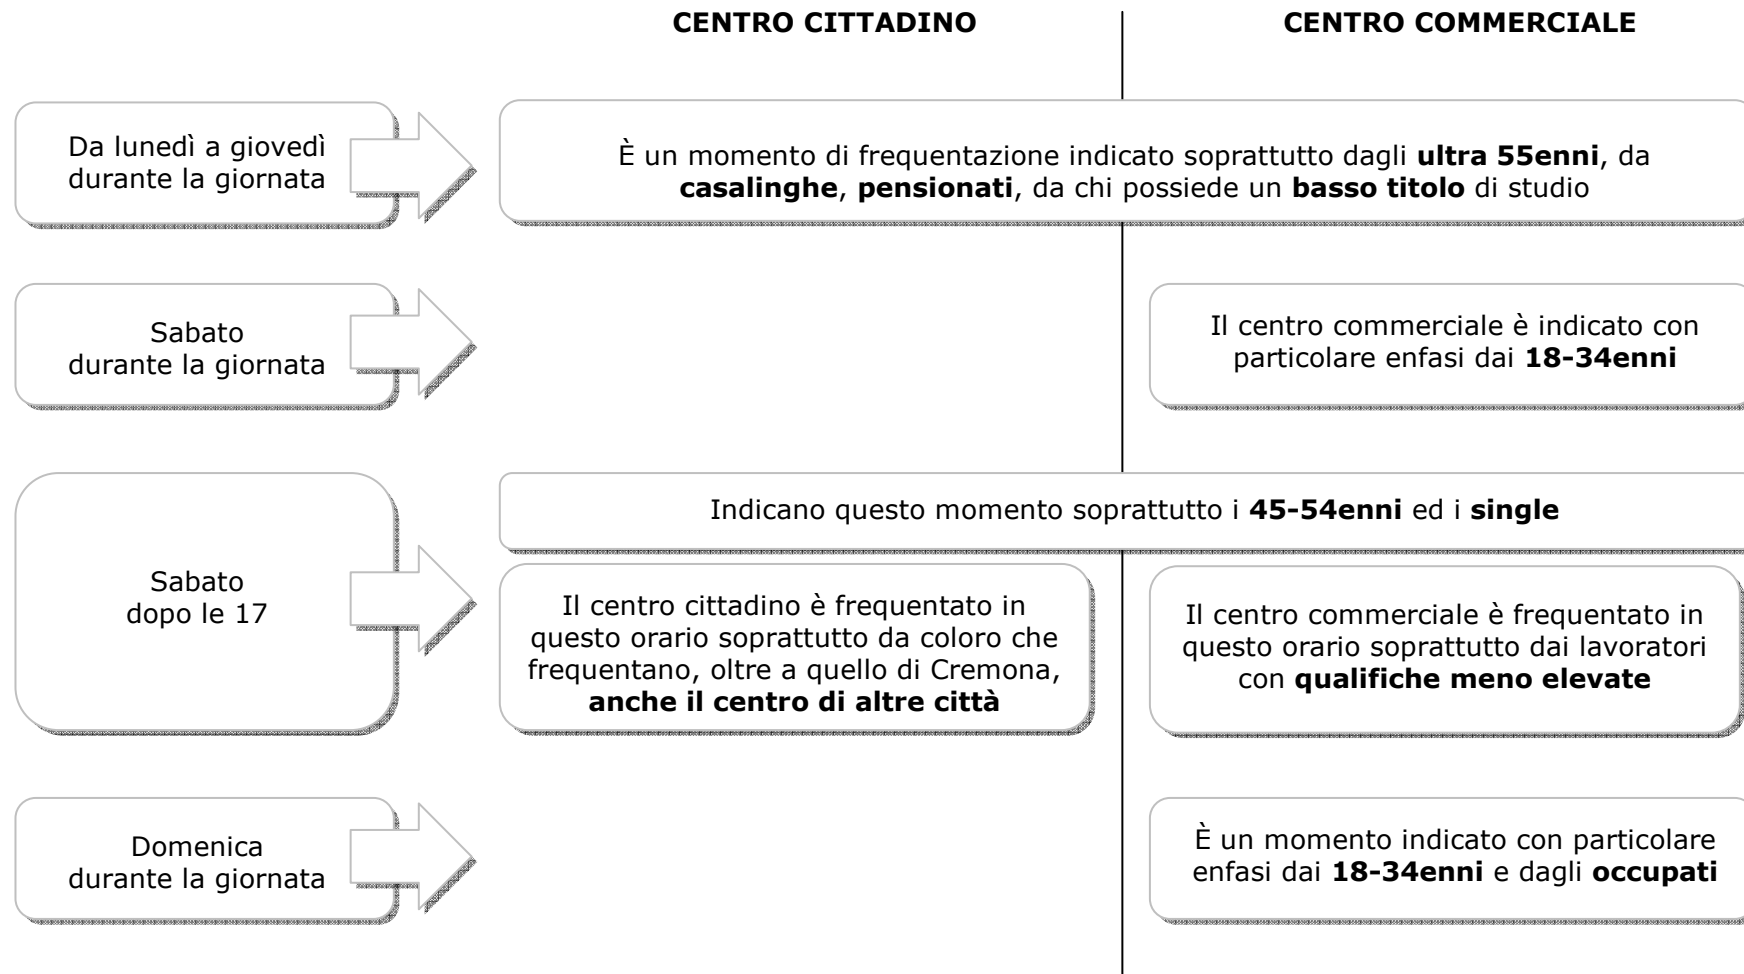 CENTRO CITTADINO
CENTRO COMMERCIALE
Da lunedì a giovedì
durante la giornata
È un momento di frequentazione indicato soprattutto dagli ultra 55enni, da
casalinghe, pensionati, da chi possiede un basso titolo di studio
Sabato
durante la giornata
Il centro commerciale è indicato con
particolare enfasi dai 18-34enni
Sabato
dopo le 17
Indicano questo momento soprattutto i 45-54enni ed i single
Il centro cittadino è frequentato in
questo orario soprattutto da coloro che
frequentano, oltre a quello di Cremona,
anche il centro di altre città
Il centro commerciale è frequentato in
questo orario soprattutto dai lavoratori
con qualifiche meno elevate
Domenica
durante la giornata
È un momento indicato con particolare
enfasi dai 18-34enni e dagli occupati